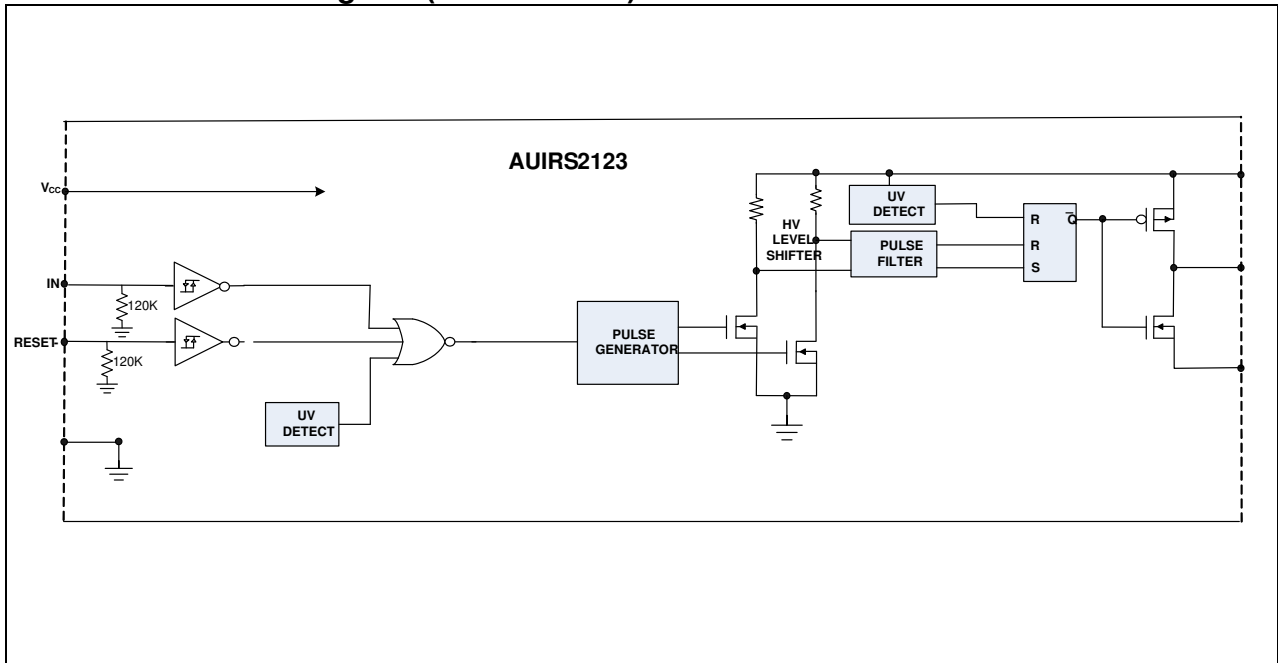 AUIRS2123
Vcc
IN
120K
RESET-
120K
UV
DETECT
PULSE
GENERATOR
HV
LEVEL
SHIFTER
UV
DETECT
PULSE
FILTER
R
R
S
Q̅